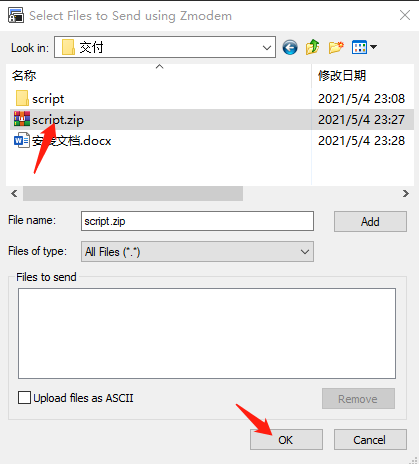 Select Files to Send using Zmodem
Look in: 交付
名称 修改日期
script 2021/5/4 23:08
script.zip 2021/5/4 23:27
安装文档.docx 2021/5/4 23:28
File name: script.zip Add
Files of type: All Files (*.*)
Files to send
Upload files as ASCII Remove
OK Cancel